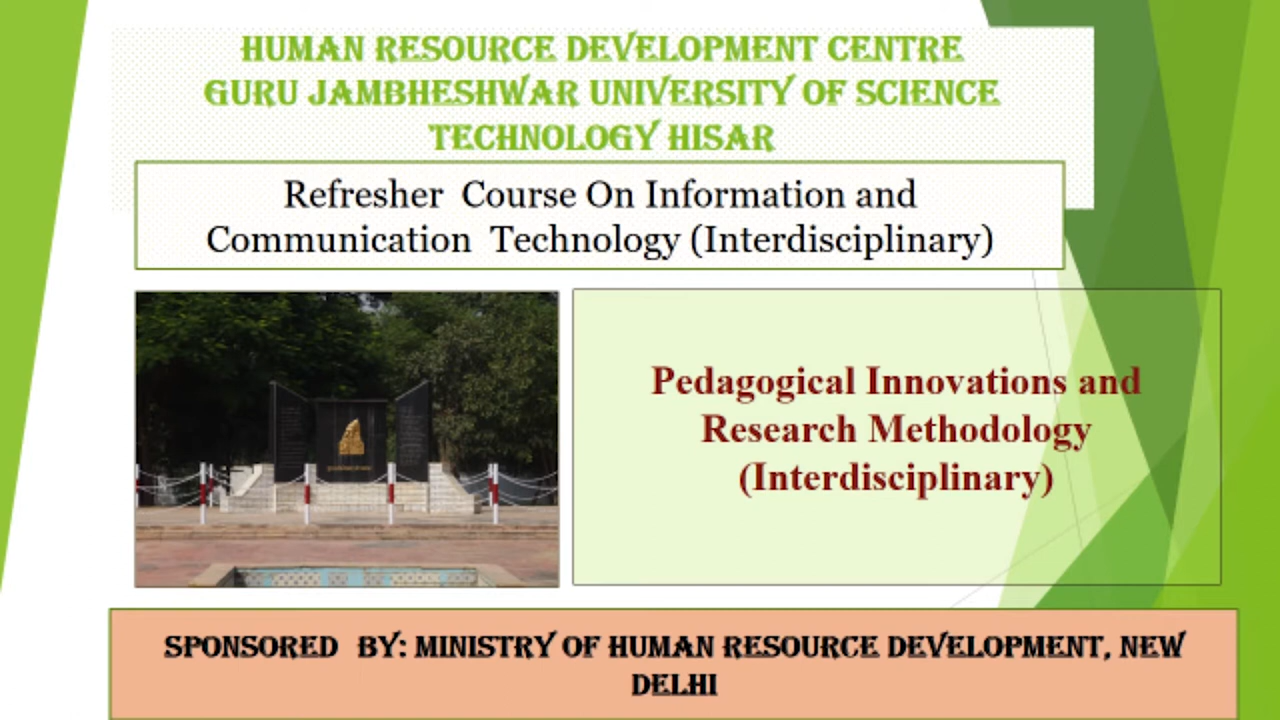 HUMAN RESOURCE DEVELOPMENT CENTRE
GURU JAMBHESHWAR UNIVERSITY OF SCIENCE
TECHNOLOGY HISAR
Refresher Course On Information and
Communication Technology (Interdisciplinary)
Pedagogical Innovations and
Research Methodology
(Interdisciplinary)
SPONSORED BY: MINISTRY OF HUMAN RESOURCE DEVELOPMENT, NEW
DELHI